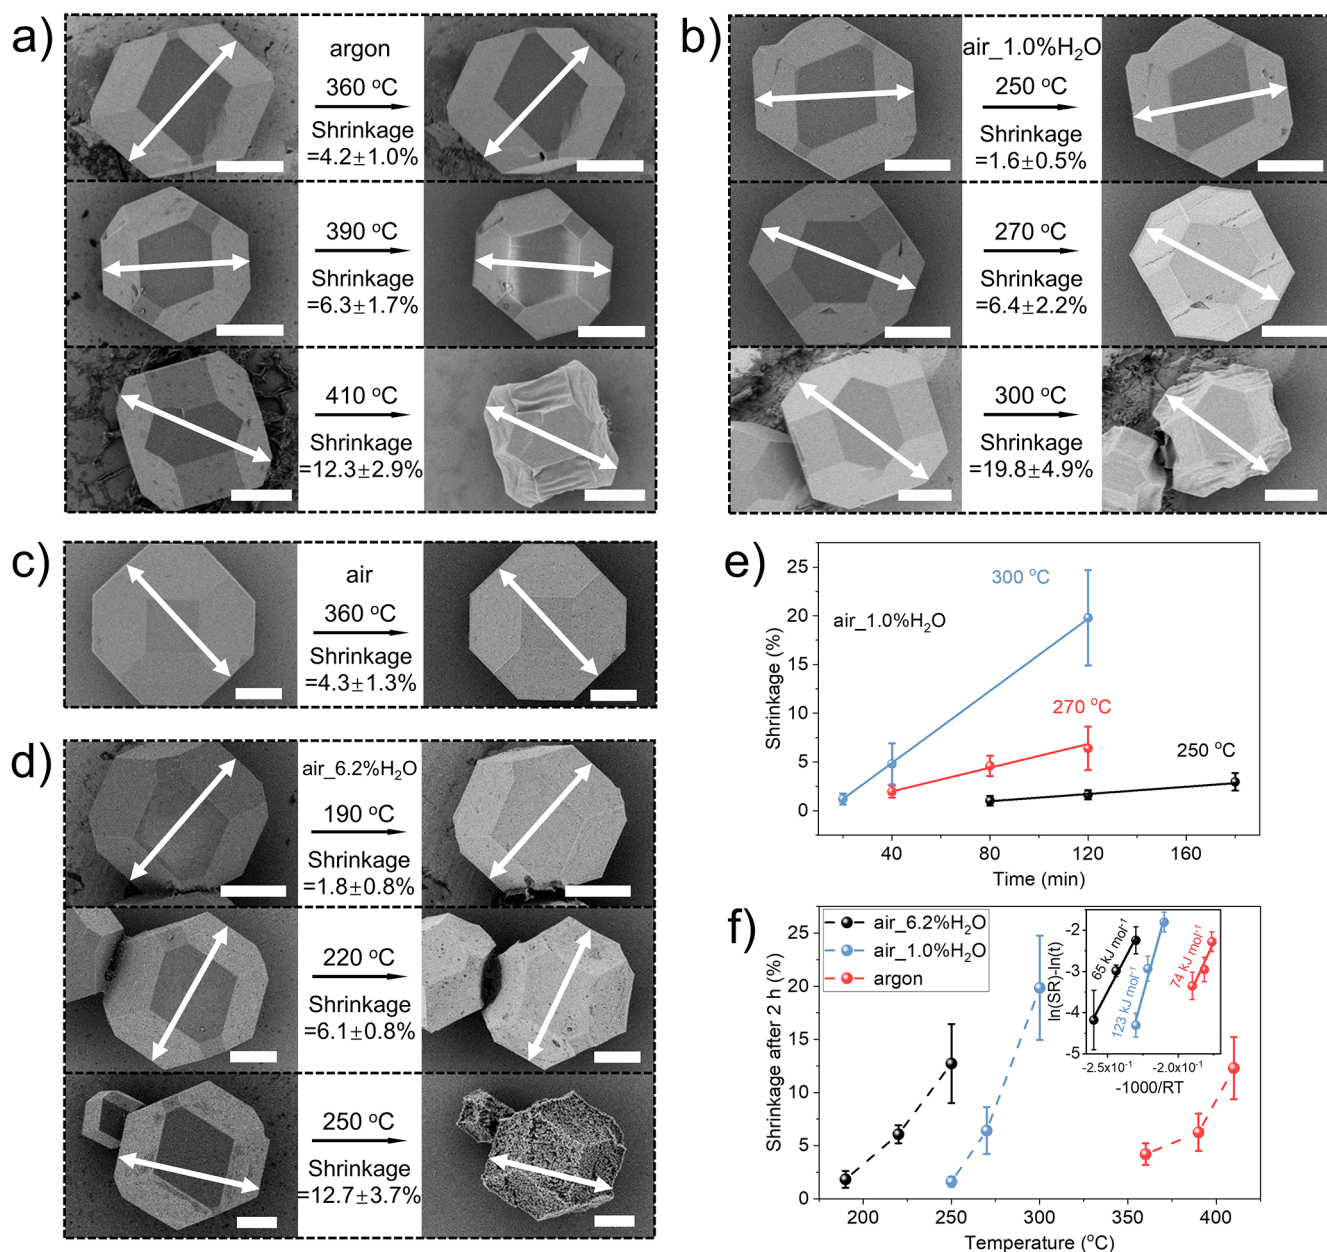 a)
argon
360 °C
Shrinkage
=4.2±1.0%
390 °C
Shrinkage
=6.3±1.7%
410 °C
Shrinkage
=12.3±2.9%
b)
air_1.0%H₂O
250 °C
Shrinkage
=1.6±0.5%
270 °C
Shrinkage
=6.4±2.2%
300 °C
Shrinkage
=19.8±4.9%
c)
air
360 °C
Shrinkage
=4.3±1.3%
d)
air_6.2%H₂O
190 °C
Shrinkage
=1.8±0.8%
220 °C
Shrinkage
=6.1±0.8%
250 °C
Shrinkage
=12.7±3.7%
e)
25
20
15
10
5
0
Shrinkage (%)
300 °C
air_1.0%H₂O
270 °C
250 °C
40
80
120
160
Time (min)
f)
25
20
15
10
5
0
Shrinkage after 2 h (%)
air_6.2%H₂O
air_1.0%H₂O
argon
-2
-3
-4
-5
ln(SR)-ln(t)
65 kJ mol⁻¹
123 kJ mol⁻¹
74 kJ mol⁻¹
-2.5x10⁻¹
-2.0x10⁻¹
-1000/RT
200
250
300
350
400
Temperature (°C)